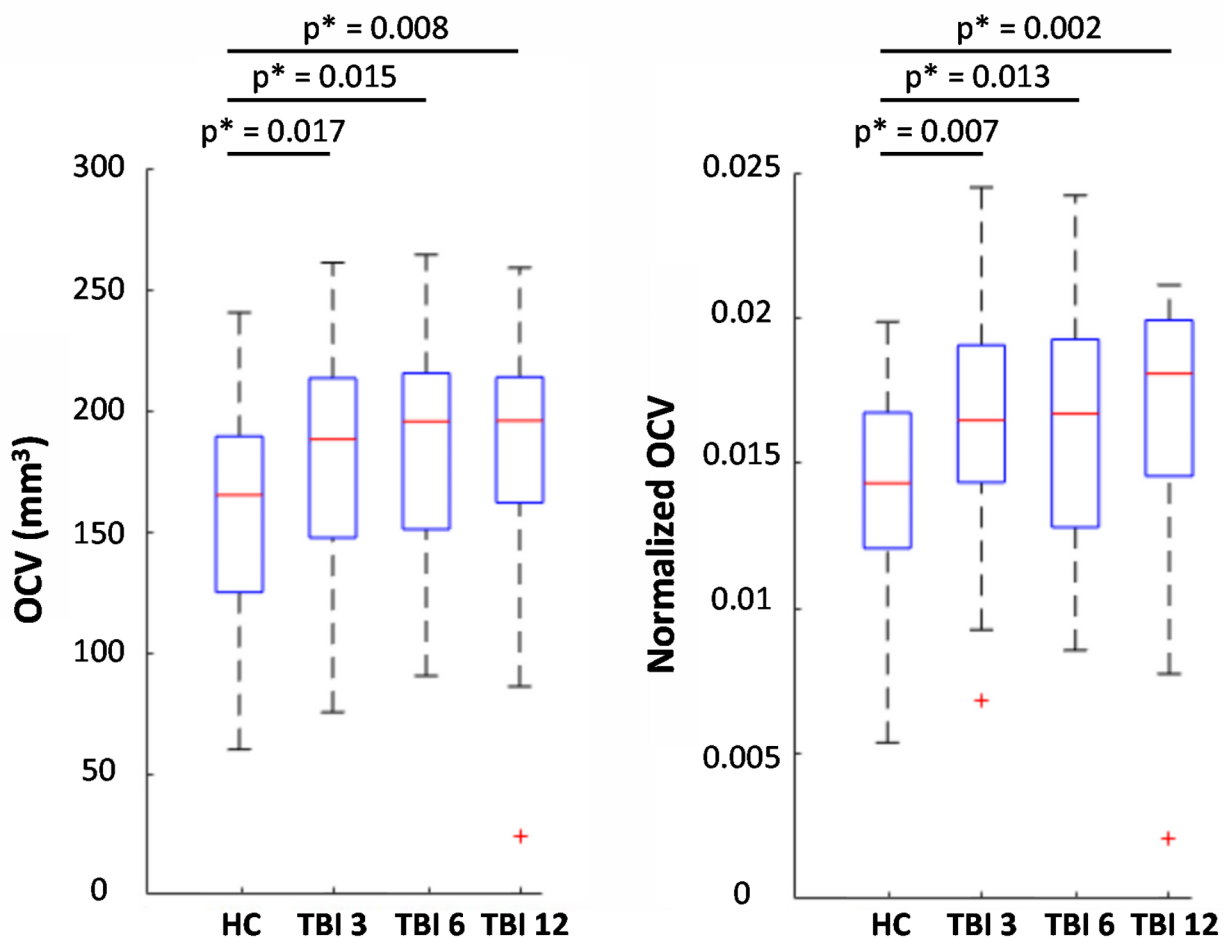 p* = 0.008
p* = 0.015
p* = 0.017
300
250
200
150
100
50
0
OCV (mm³)
HC TBI 3 TBI 6 TBI 12
p* = 0.002
p* = 0.013
p* = 0.007
0.025
0.02
0.015
0.01
0.005
0
Normalized OCV
HC TBI 3 TBI 6 TBI 12